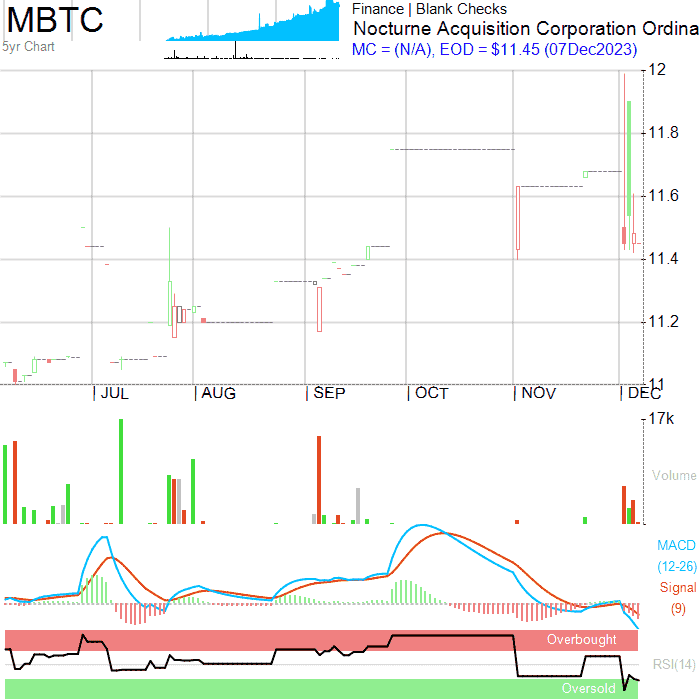 MBTC
5yr Chart
Finance | Blank Checks
Nocturne Acquisition Corporation Ordina
MC = (N/A), EOD = $11.45 (07Dec2023)
12
11.8
11.6
11.4
11.2
11
JUL AUG SEP OCT NOV DEC
17k
Volume
MACD
(12-26)
Signal
(9)
Overbought
RSI(14)
Oversold